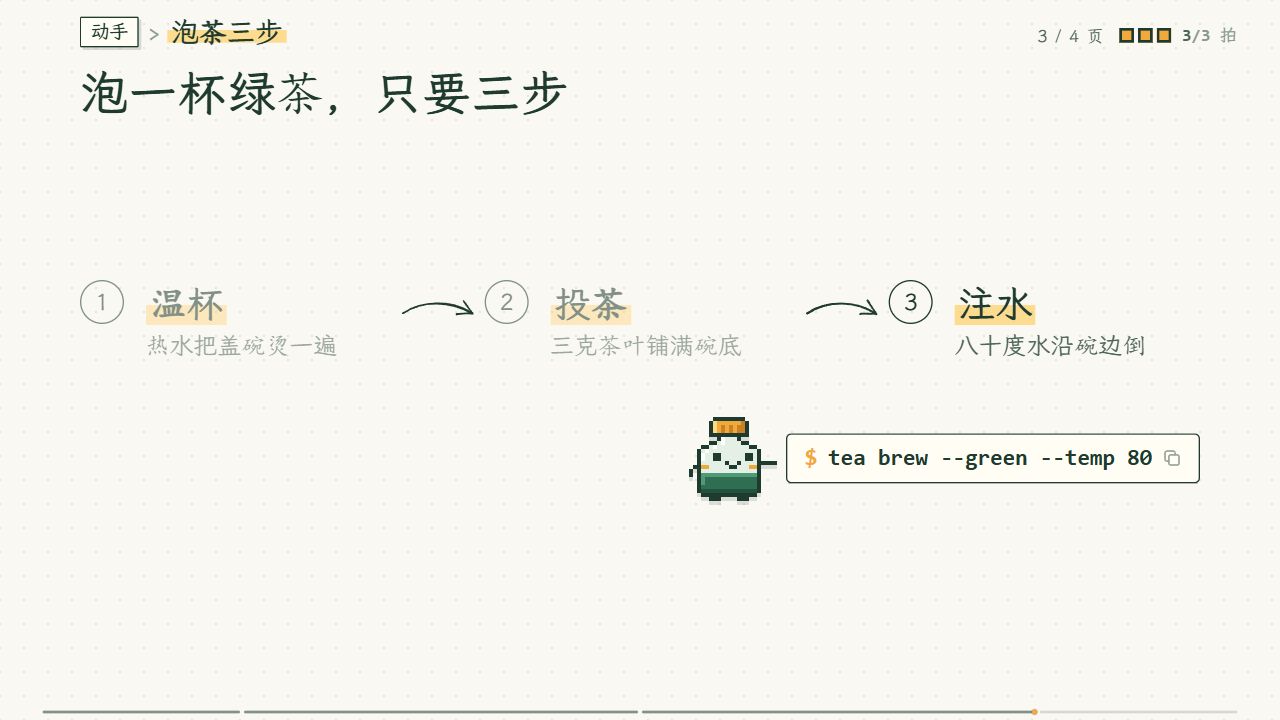 动手 > 泡茶三步
3 / 4 页 3/3 拍
泡一杯绿茶，只要三步
1 温杯
热水把盖碗烫一遍
2 投茶
三克茶叶铺满碗底
3 注水
八十度水沿碗边倒
$ tea brew --green --temp 80